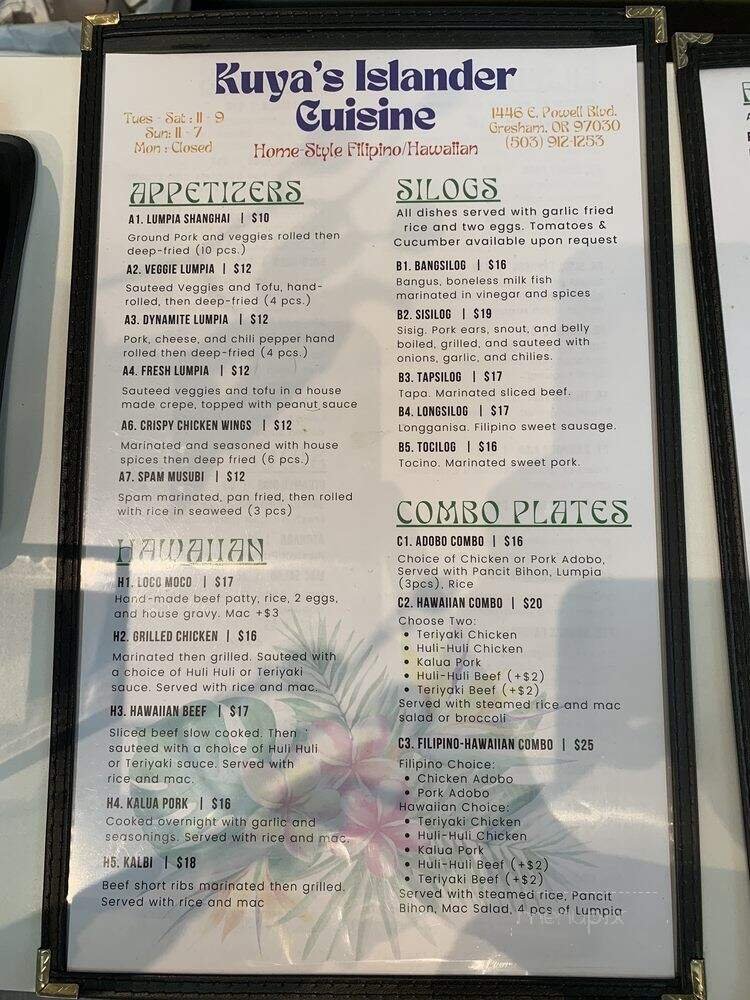 Kuya's Islander
Cuisine
Tues - Sat : 11 - 9
Sun: 11 - 7
Mon : Closed
Home-Style Filipino/Hawaiian
1446 E. Powell Blvd.
Gresham, OR 97030
(503) 912-1253
APPETIZERS
A1. LUMPIA SHANGHAI | $10
Ground Pork and veggies rolled then
deep-fried (10 pcs.)
A2. VEGGIE LUMPIA | $12
Sauteed Veggies and Tofu, hand-
rolled, then deep-fried (4 pcs.)
A3. DYNAMITE LUMPIA | $12
Pork, cheese, and chili pepper hand
rolled then deep-fried (4 pcs.)
A4. FRESH LUMPIA | $12
Sauteed veggies and tofu in a house
made crepe, topped with peanut sauce
A6. CRISPY CHICKEN WINGS | $12
Marinated and seasoned with house
spices then deep fried (6 pcs.)
A7. SPAM MUSUBI | $12
Spam marinated, pan fried, then rolled
with rice in seaweed (3 pcs)
HAWAIIAN
H1. LOCO MOCO | $17
Hand-made beef patty, rice, 2 eggs,
and house gravy. Mac +$3
H2. GRILLED CHICKEN | $16
Marinated then grilled. Sauteed with
a choice of Huli Huli or Teriyaki
sauce. Served with rice and mac.
H3. HAWAIIAN BEEF | $17
Sliced beef slow cooked. Then
sauteed with a choice of Huli Huli
or Teriyaki sauce. Served with
rice and mac.
H4. KALUA PORK | $16
Cooked overnight with garlic and
seasonings. Served with rice and mac.
H5. KALBI | $18
Beef short ribs marinated then grilled.
Served with rice and mac
SILOGS
All dishes served with garlic fried
rice and two eggs. Tomatoes &
Cucumber available upon request
B1. BANGSILOG | $16
Bangus, boneless milk fish
marinated in vinegar and spices
B2. SISILOG | $19
Sisig. Pork ears, snout, and belly
boiled, grilled, and sauteed with
onions, garlic, and chilies.
B3. TAPSILOG | $17
Tapa. Marinated sliced beef.
B4. LONGSILOG | $17
Longganisa. Filipino sweet sausage.
B5. TOCILOG | $16
Tocino. Marinated sweet pork.
COMBO PLATES
C1. ADOBO COMBO | $16
Choice of Chicken or Pork Adobo,
Served with Pancit Bihon, Lumpia
(3pcs), Rice
C2. HAWAIIAN COMBO | $20
Choose Two:
• Teriyaki Chicken
• Huli-Huli Chicken
• Kalua Pork
• Huli-Huli Beef (+$2)
• Teriyaki Beef (+$2)
Served with steamed rice and mac
salad or broccoli
C3. FILIPINO-HAWAIIAN COMBO | $25
Filipino Choice:
• Chicken Adobo
• Pork Adobo
Hawaiian Choice:
• Teriyaki Chicken
• Huli-Huli Chicken
• Kalua Pork
• Huli-Huli Beef (+$2)
• Teriyaki Beef (+$2)
Served with steamed rice, Pancit
Bihon, Mac Salad, 4 pcs of Lumpia
menupix